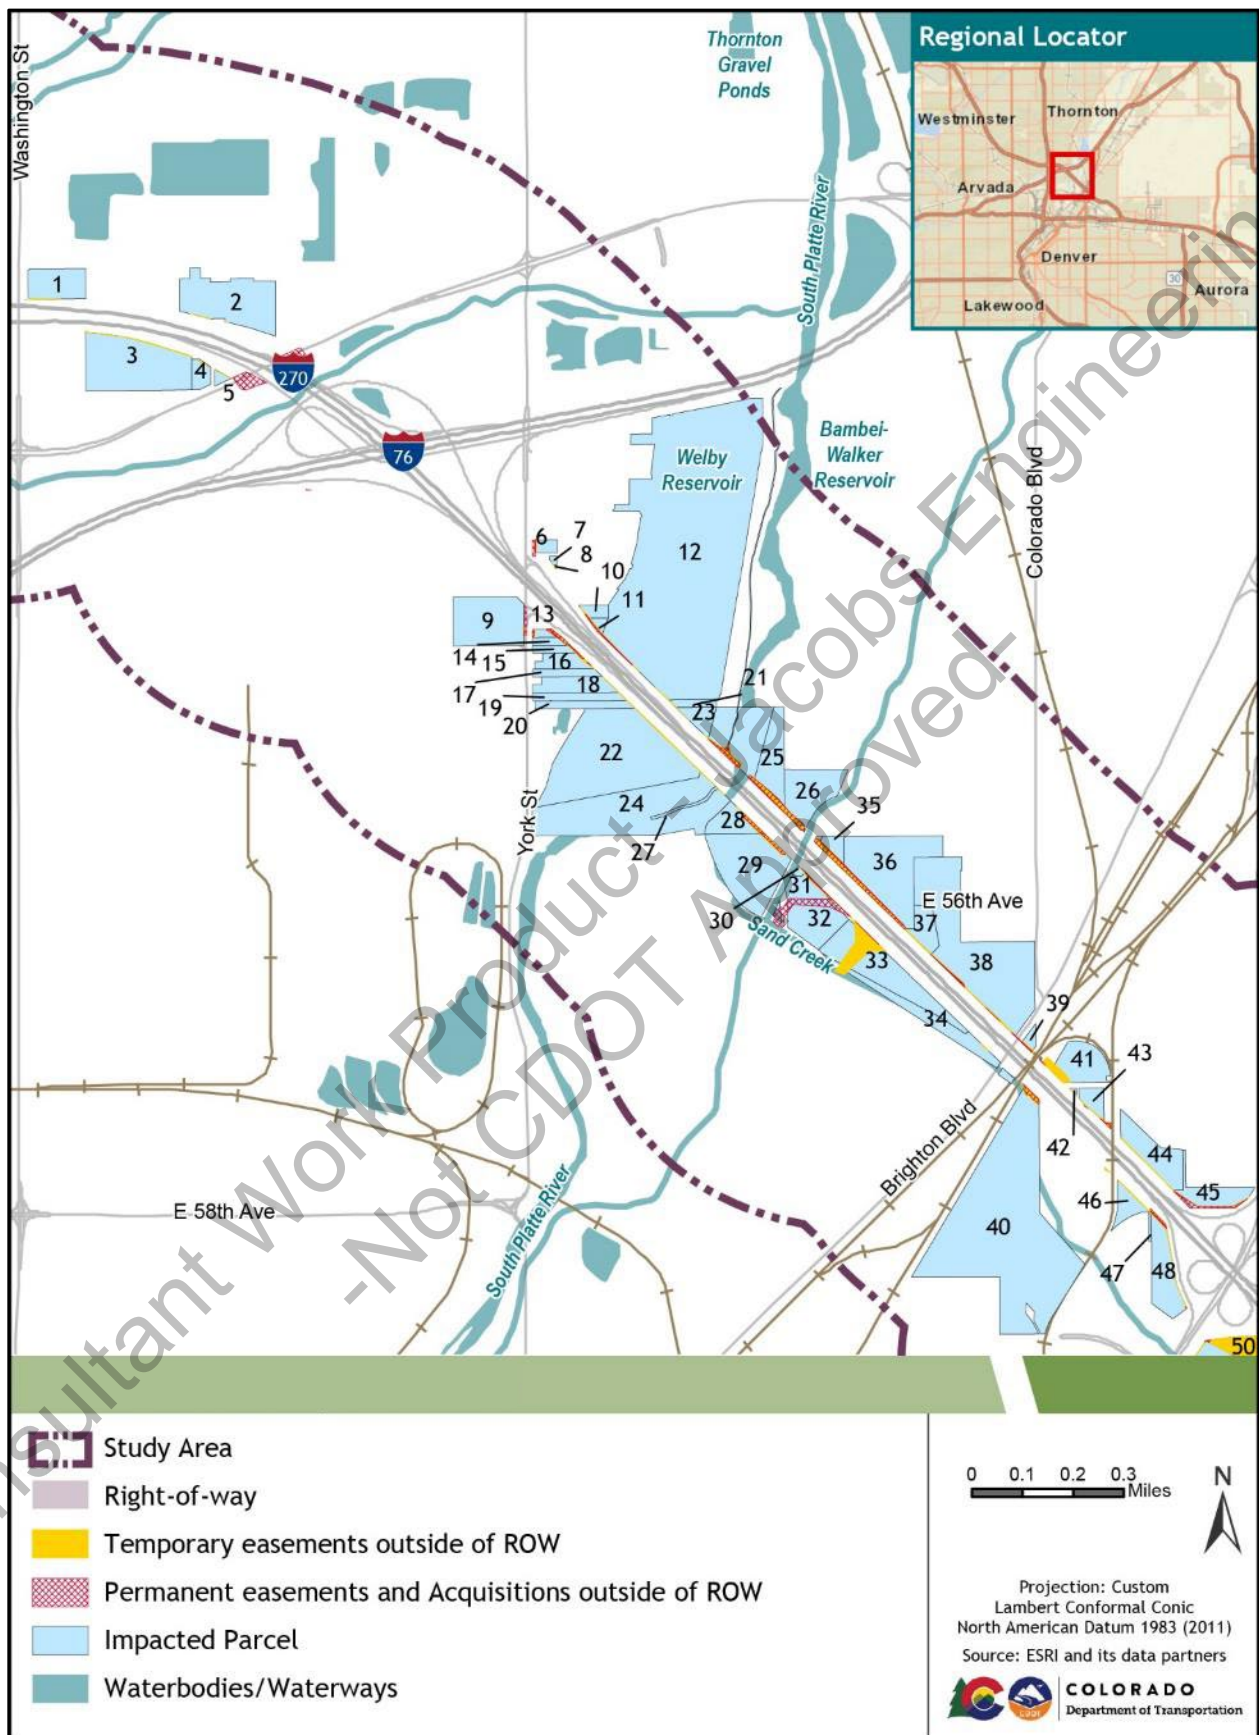 Regional Locator
Westminster
Thornton
Arvada
Denver
30
Lakewood
Aurora
Thornton
Gravel
Ponds
Washington St
South Platte River
1
2
3
4
5
270
76
Welby
Reservoir
Bambei-
Walker
Reservoir
Colorado Blvd
6
7
8
9
10
11
12
13
14
15
16
17
18
19
20
21
22
23
24
25
26
27
28
29
30
31
32
33
34
35
36
37
38
39
40
41
42
43
44
45
46
47
48
50
York St
E 56th Ave
Sand Creek
Brighton Blvd
E 58th Ave
South Platte River
nsultant Work Product - Jacobs Engineerin
-Not CDOT Approved-
Study Area
Right-of-way
Temporary easements outside of ROW
Permanent easements and Acquisitions outside of ROW
Impacted Parcel
Waterbodies/Waterways
0 0.1 0.2 0.3
Miles
N
Projection: Custom
Lambert Conformal Conic
North American Datum 1983 (2011)
Source: ESRI and its data partners
CDOT
COLORADO
Department of Transportation